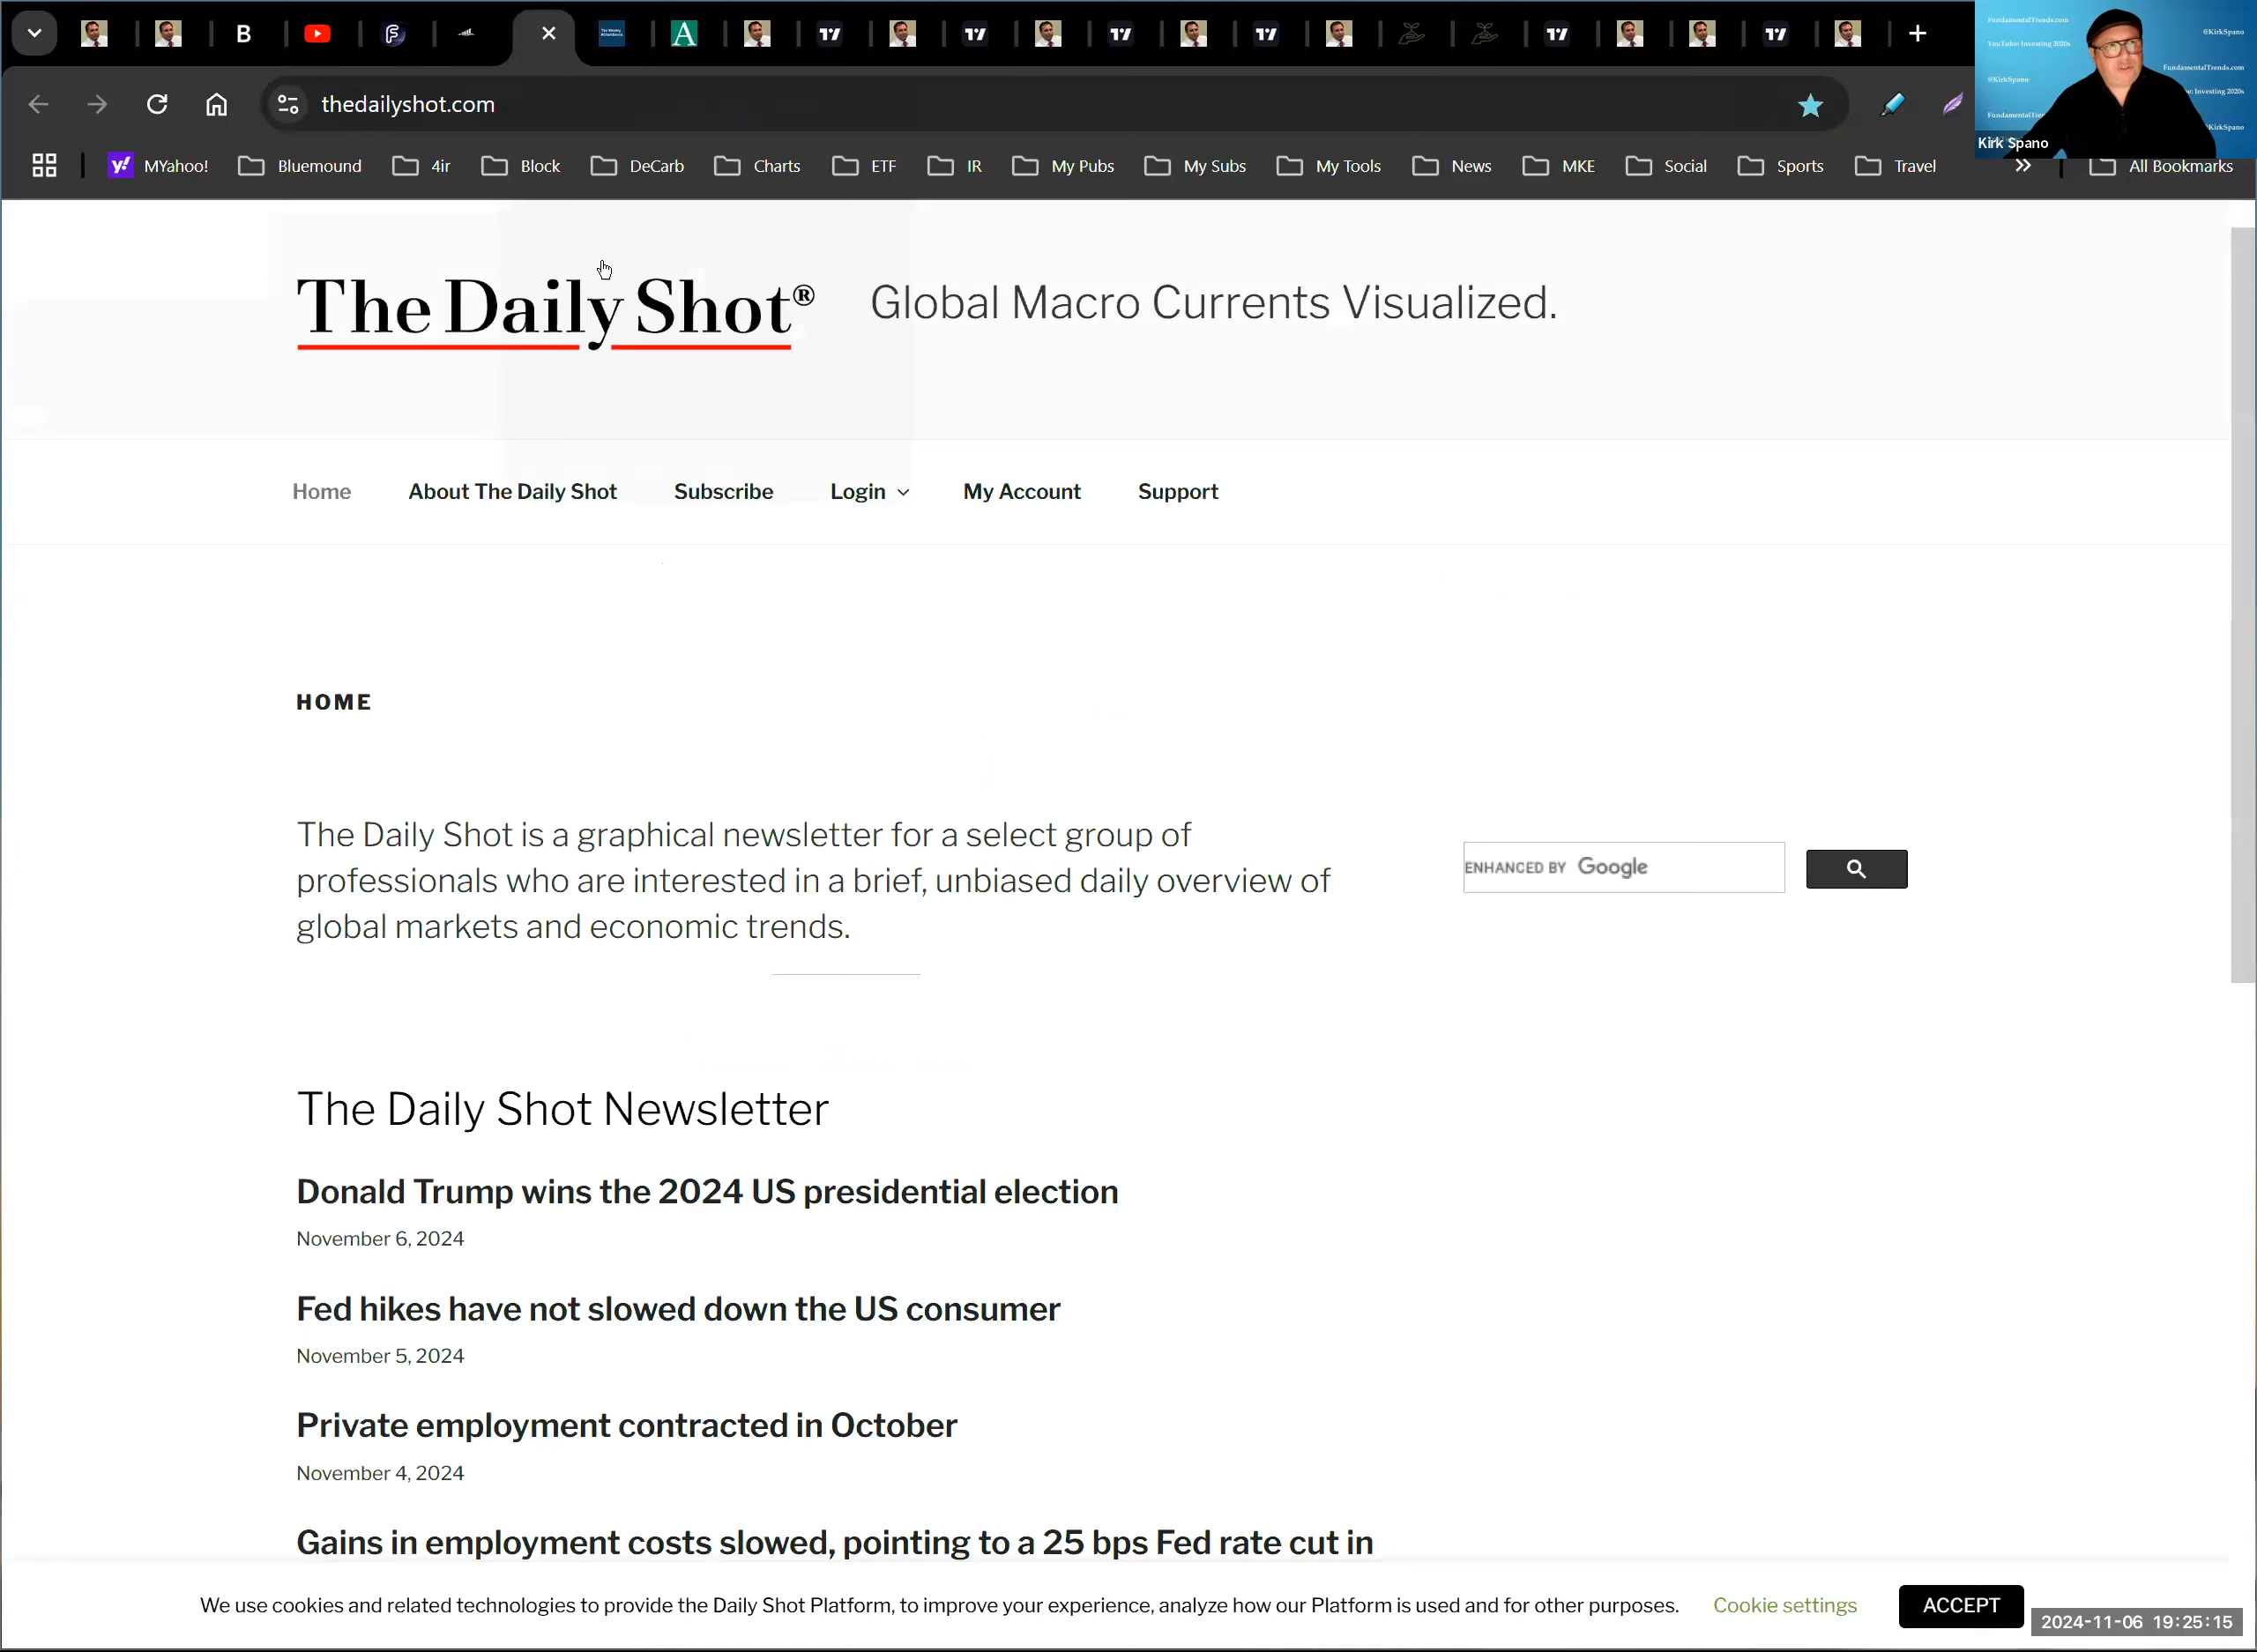 thedailyshot.com
FundamentalTrends.com
@KirkSpano
YouTube: Investing 2020s
FundamentalTrends.com
@KirkSpano
: Investing 2020s
KirkSpano
Kirk Spano
MYahoo!
Bluemound
4ir
Block
DeCarb
Charts
ETF
IR
My Pubs
My Subs
My Tools
News
MKE
Social
Sports
Travel
All Bookmarks
The Daily Shot®
Global Macro Currents Visualized.
Home
About The Daily Shot
Subscribe
Login
My Account
Support
HOME
The Daily Shot is a graphical newsletter for a select group of
professionals who are interested in a brief, unbiased daily overview of
global markets and economic trends.
ENHANCED BY Google
The Daily Shot Newsletter
Donald Trump wins the 2024 US presidential election
November 6, 2024
Fed hikes have not slowed down the US consumer
November 5, 2024
Private employment contracted in October
November 4, 2024
Gains in employment costs slowed, pointing to a 25 bps Fed rate cut in
We use cookies and related technologies to provide the Daily Shot Platform, to improve your experience, analyze how our Platform is used and for other purposes.
Cookie settings
ACCEPT
2024-11-06 19:25:15